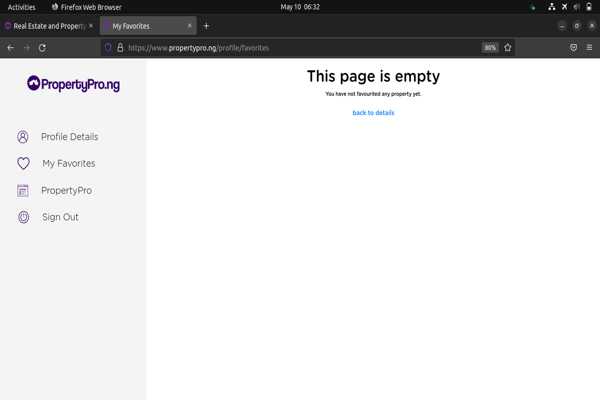 Activities
Firefox Web Browser
May 10 06:32
Real Estate and Property
My Favorites
https://www.propertypro.ng/profile/favorites
80%
PropertyPro.ng
Profile Details
My Favorites
PropertyPro
Sign Out
This page is empty
You have not favourited any property yet.
back to details